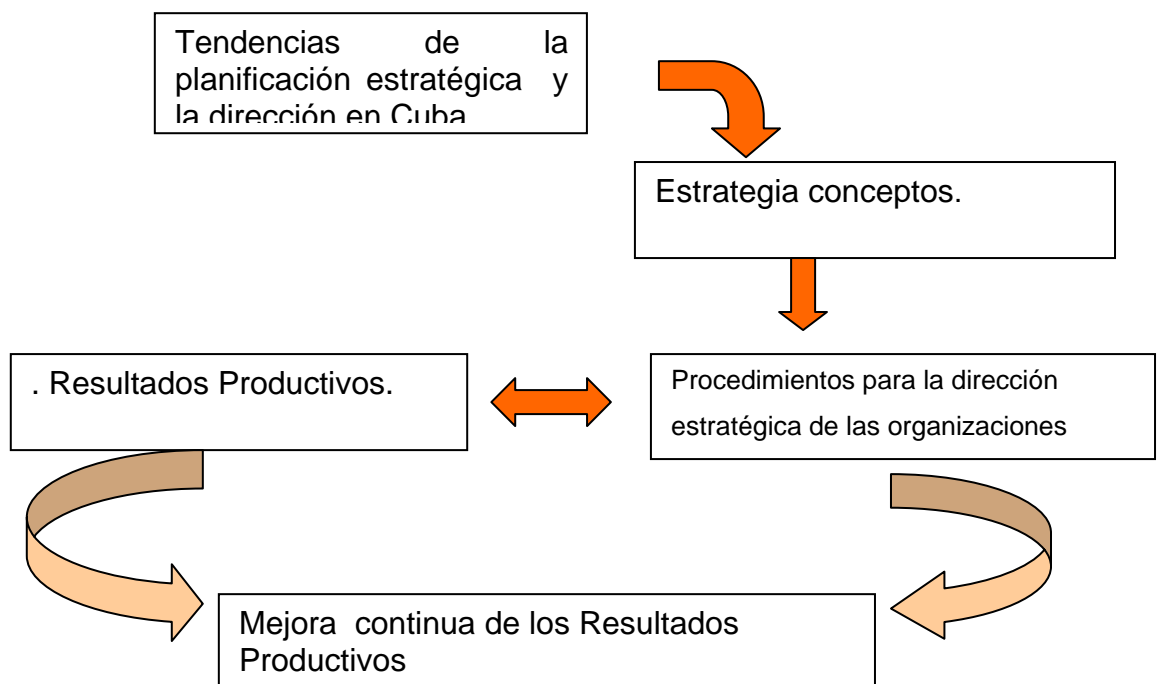 Tendencias de la
planificación estratégica y
la dirección en Cuba
Estrategia conceptos.
. Resultados Productivos.
Procedimientos para la dirección
estratégica de las organizaciones
Mejora continua de los Resultados
Productivos